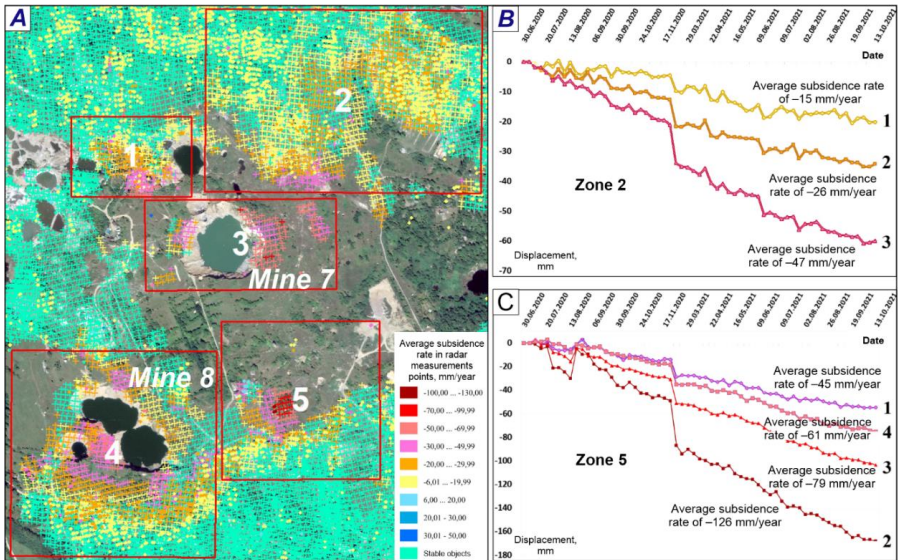 A
1
2
3
Mine 7
Mine 8
4
5
Average subsidence
rate in radar
measurements
points, mm/year
-100,00 ... -130,00
-70,00 ... -99,99
-50,00 ... -69,99
-30,00 ... -49,99
-20,00 ... -29,99
-6,01 ... -19,99
6,00 ... 20,00
20,01 - 30,00
30,01 - 50,00
Stable objects
B
30.06.2020
20.07.2020
13.08.2020
06.09.2020
30.09.2020
24.10.2020
17.11.2020
29.03.2021
22.04.2021
16.05.2021
09.06.2021
09.07.2021
02.08.2021
26.08.2021
19.09.2021
13.10.2021
Date
0
-10
-20
-30
-40
-50
-60
-70
Average subsidence rate
of –15 mm/year
1
2
Average subsidence
rate of –26 mm/year
Zone 2
3
Average subsidence
rate of –47 mm/year
Displacement,
mm
C
30.06.2020
20.07.2020
13.08.2020
06.09.2020
30.09.2020
24.10.2020
17.11.2020
29.03.2021
22.04.2021
16.05.2021
09.06.2021
09.07.2021
02.08.2021
26.08.2021
19.09.2021
13.10.2021
Date
0
-20
-40
-60
-80
-100
-120
-140
-160
-180
Average subsidence
rate of –45 mm/year
1
Average subsidence
rate of –61 mm/year
4
Zone 5
3
Average subsidence
rate of –79 mm/year
Average subsidence
rate of –126 mm/year
2
Displacement,
mm